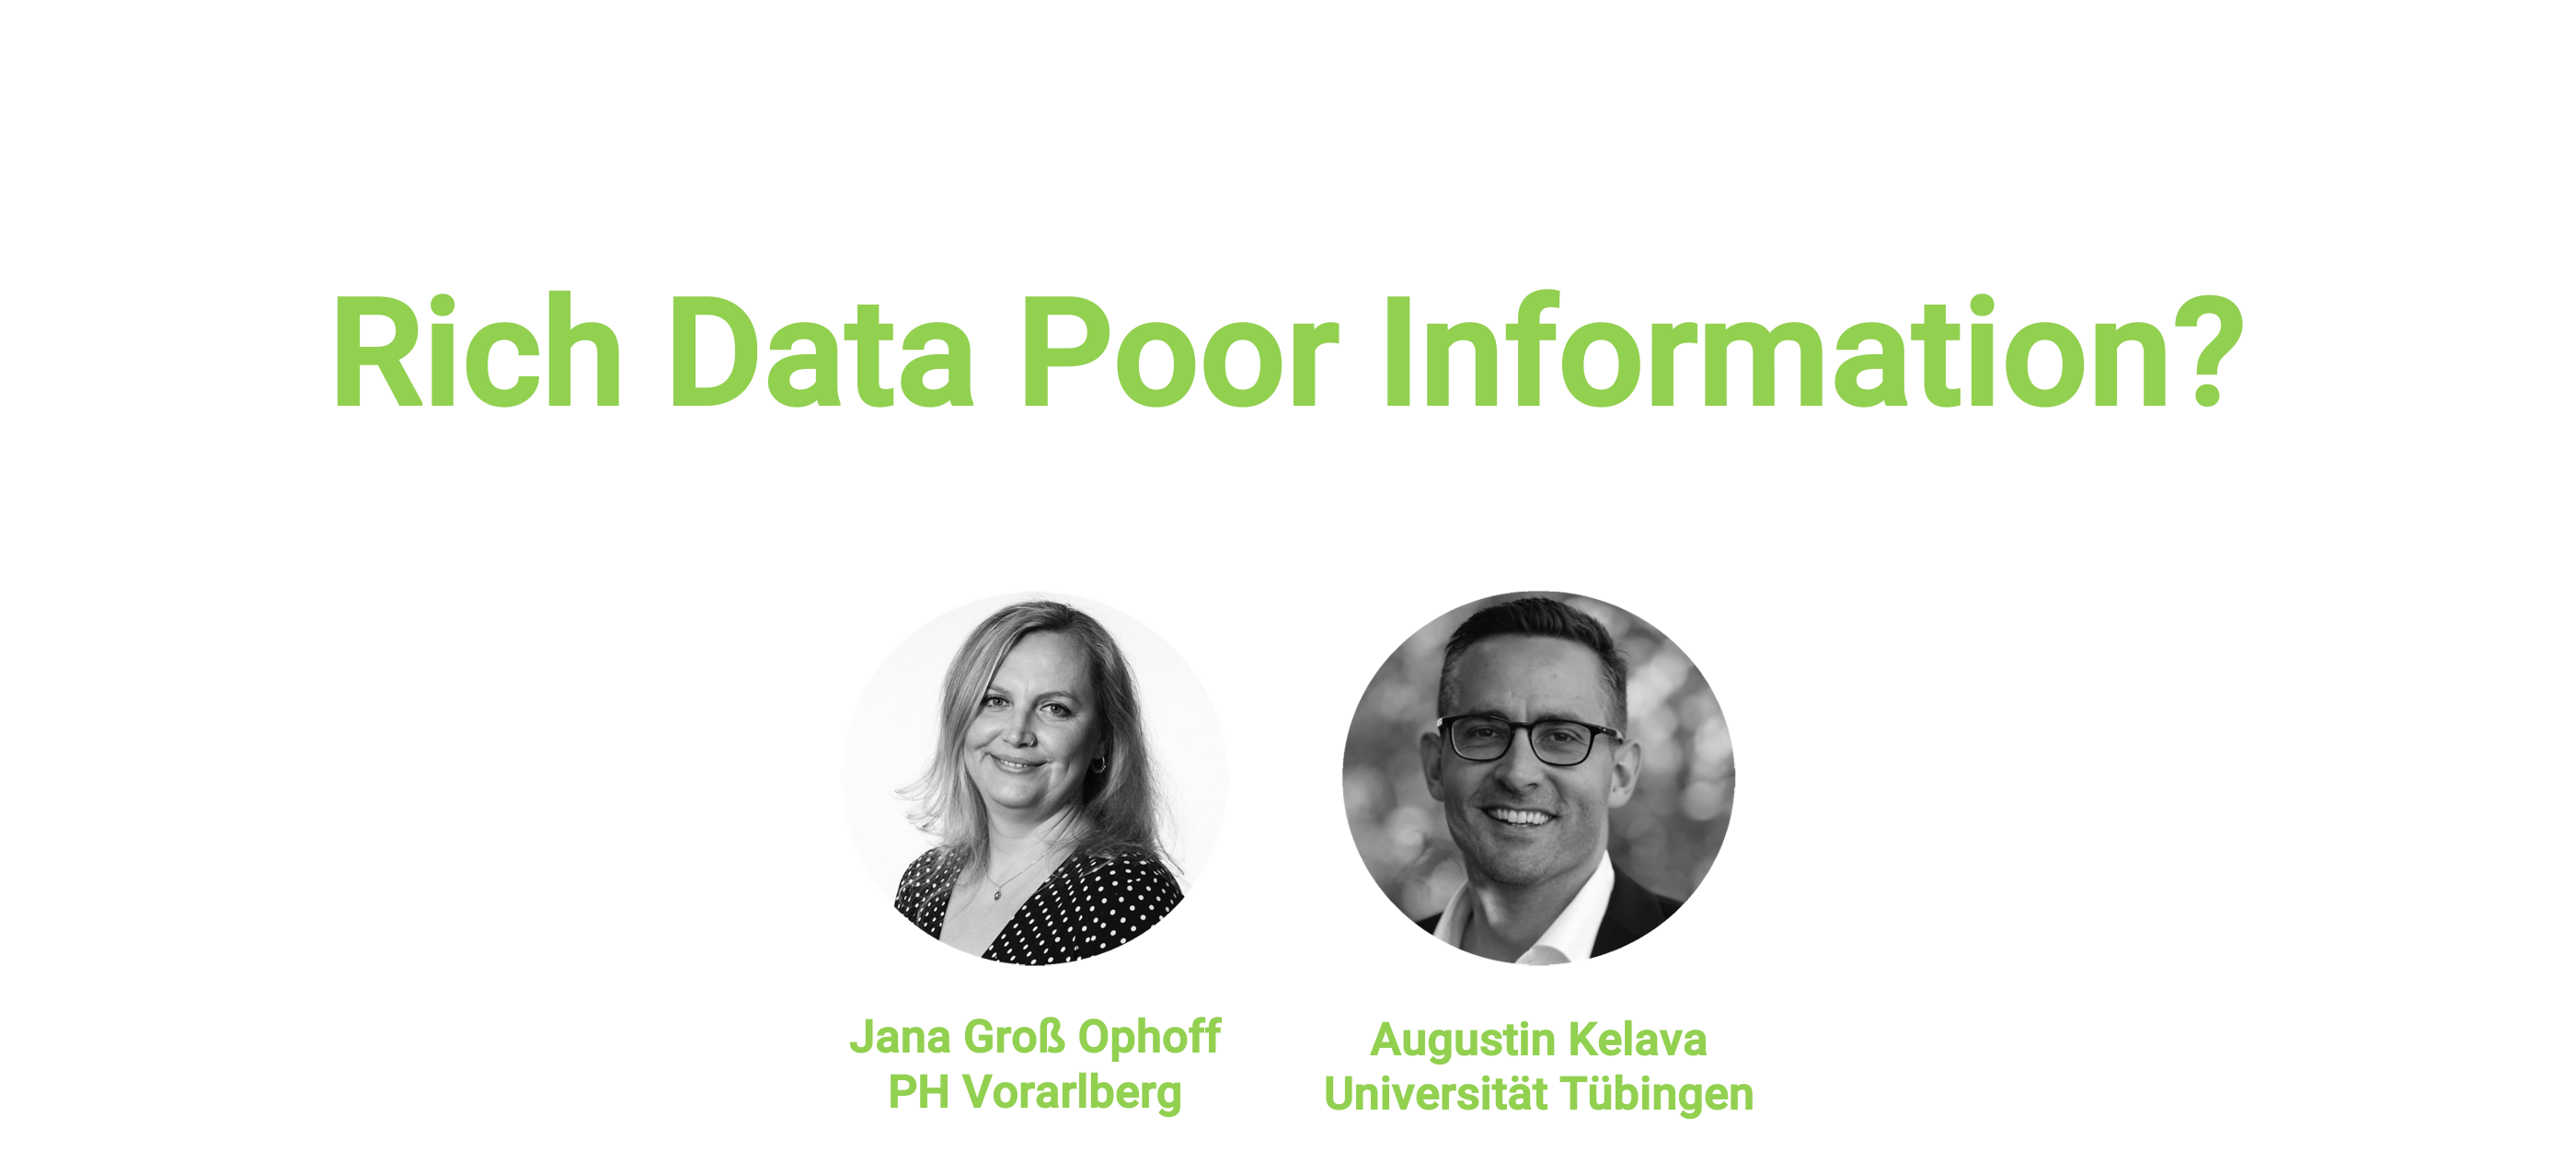 Rich Data Poor Information?
Jana Groß Ophoff
PH Vorarlberg
Augustin Kelava
Universität Tübingen